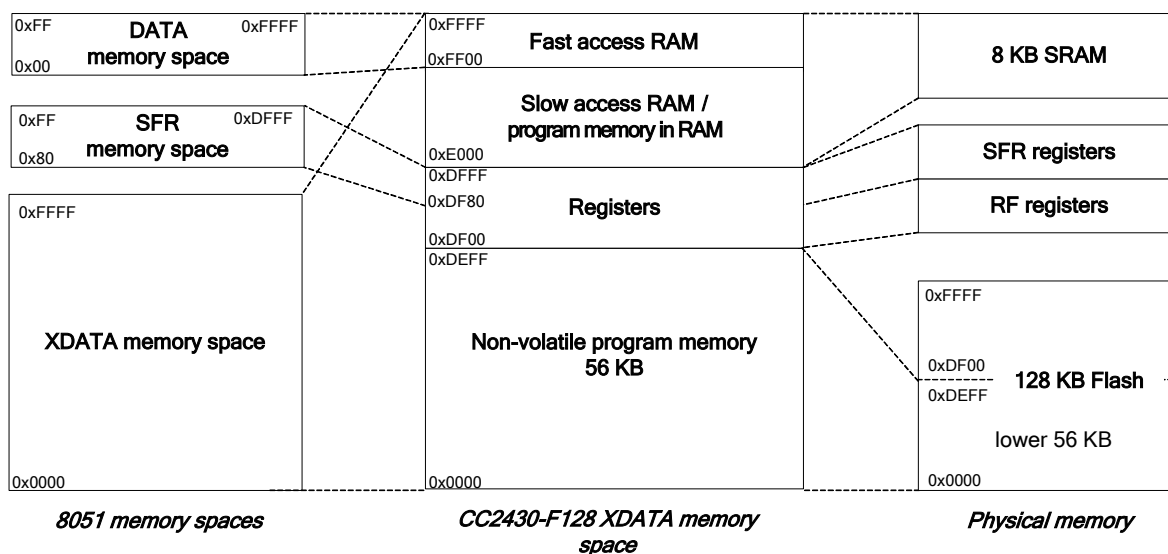 0xFF
DATA
0xFFFF
memory space
0x00
0xFF
SFR
0xDFFF
memory space
0x80
0xFFFF
XDATA memory space
0x0000
8051 memory spaces
0xFFFF
Fast access RAM
0xFF00
Slow access RAM /
program memory in RAM
0xE000
0xDFFF
0xDF80
Registers
0xDF00
0xDEFF
Non-volatile program memory
56 KB
0x0000
CC2430-F128 XDATA memory
space
8 KB SRAM
SFR registers
RF registers
0xFFFF
0xDF00
128 KB Flash
0xDEFF
lower 56 KB
0x0000
Physical memory